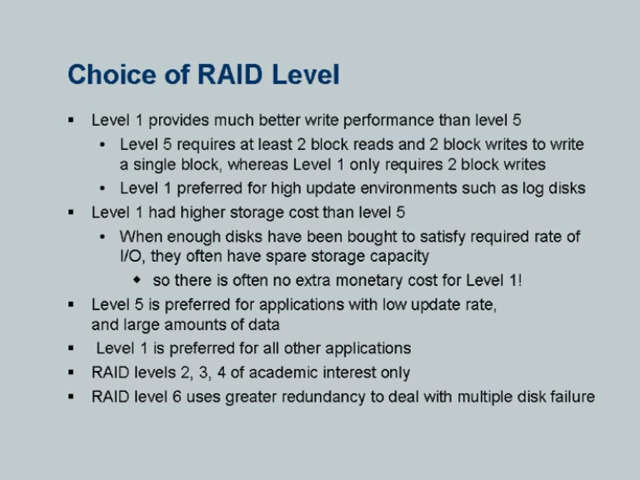 Choice of RAID Level
▪ Level 1 provides much better write performance than level 5
• Level 5 requires at least 2 block reads and 2 block writes to write
a single block, whereas Level 1 only requires 2 block writes
• Level 1 preferred for high update environments such as log disks
▪ Level 1 had higher storage cost than level 5
• When enough disks have been bought to satisfy required rate of
I/O, they often have spare storage capacity
◆ so there is often no extra monetary cost for Level 1!
▪ Level 5 is preferred for applications with low update rate,
and large amounts of data
▪ Level 1 is preferred for all other applications
▪ RAID levels 2, 3, 4 of academic interest only
▪ RAID level 6 uses greater redundancy to deal with multiple disk failure